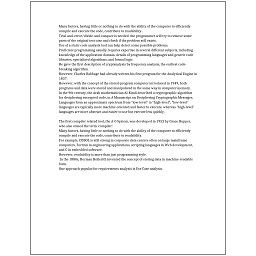 Many factors, having little or nothing to do with the ability of the computer to efficiently
compile and execute the code, contribute to readability.
Trial-and-error/divide-and-conquer is needed: the programmer will try to remove some
parts of the original test case and check if the problem still exists.
Use of a static code analysis tool can help detect some possible problems.
Proficient programming usually requires expertise in several different subjects, including
knowledge of the application domain, details of programming languages and generic code
libraries, specialized algorithms, and formal logic.
He gave the first description of cryptanalysis by frequency analysis, the earliest code-
breaking algorithm.
However, Charles Babbage had already written his first program for the Analytical Engine in
1837.
However, with the concept of the stored-program computer introduced in 1949, both
programs and data were stored and manipulated in the same way in computer memory.
In the 9th century, the Arab mathematician Al-Kindi described a cryptographic algorithm
for deciphering encrypted code, in A Manuscript on Deciphering Cryptographic Messages.
Languages form an approximate spectrum from "low-level" to "high-level"; "low-level"
languages are typically more machine-oriented and faster to execute, whereas "high-level"
languages are more abstract and easier to use but execute less quickly.

The first compiler related tool, the A-0 System, was developed in 1952 by Grace Hopper,
who also coined the term 'compiler'.
Many factors, having little or nothing to do with the ability of the computer to efficiently
compile and execute the code, contribute to readability.
For example, COBOL is still strong in corporate data centers often on large mainframe
computers, Fortran in engineering applications, scripting languages in Web development,
and C in embedded software.
However, readability is more than just programming style.
In the 1880s, Herman Hollerith invented the concept of storing data in machine-readable
form.
One approach popular for requirements analysis is Use Case analysis.